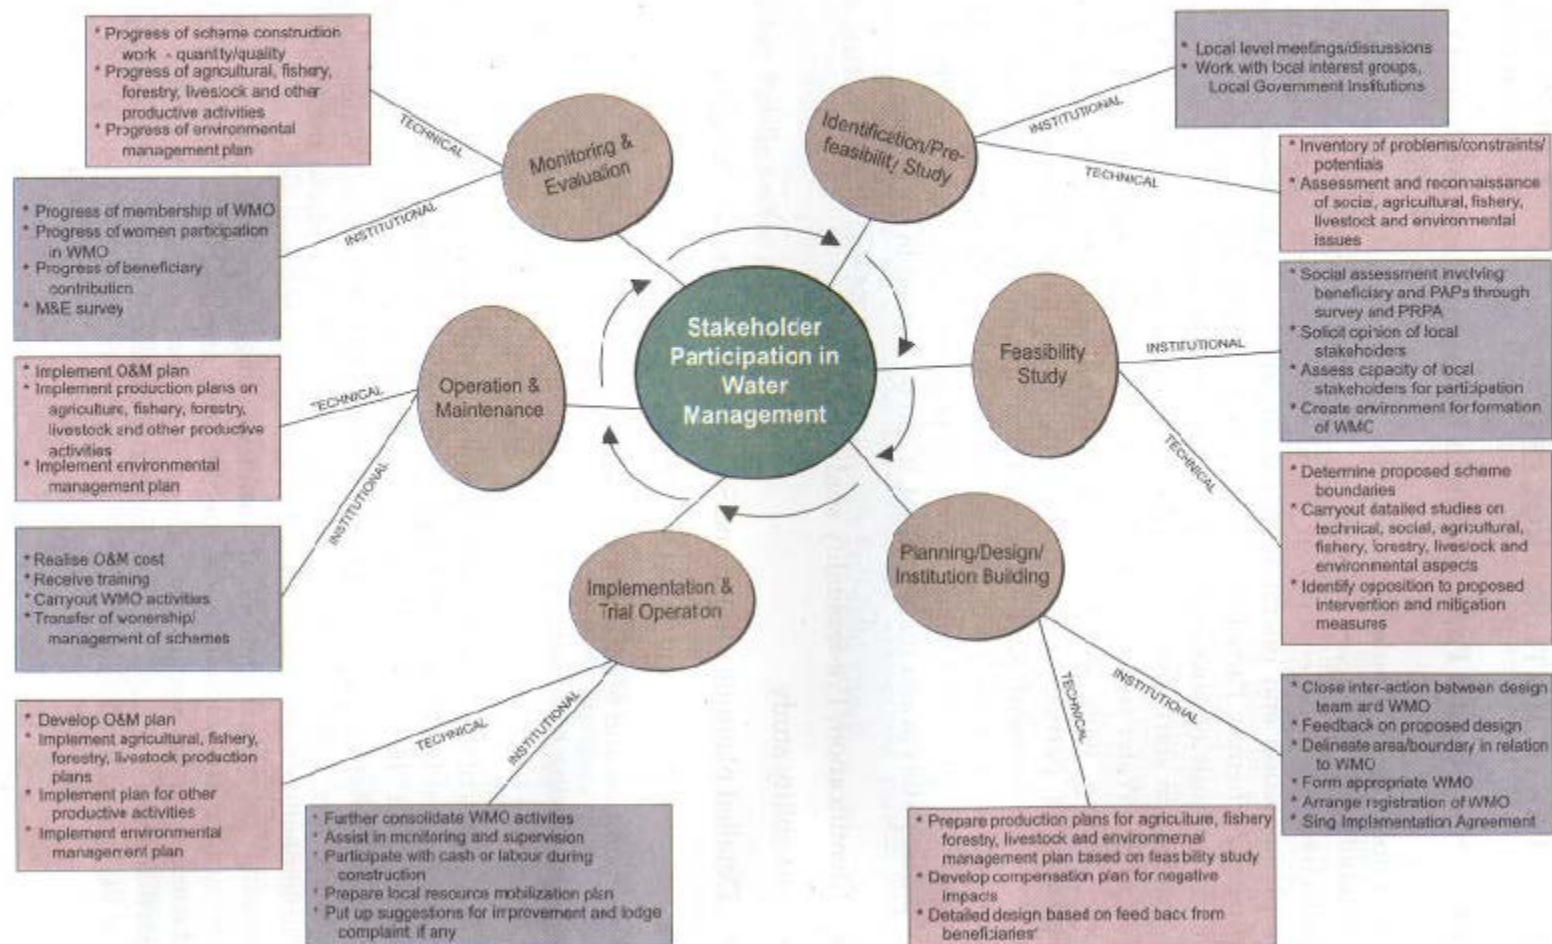 Stakeholder
Participation in
Water
Management
Identification/Pre-
feasibility Study
INSTITUTIONAL
* Local level meetings/discussions
* Work with local interest groups,
Local Government Institutions
TECHNICAL
* Inventory of problems/constraints/
potentials
* Assessment and reconnaissance
of social, agricultural, fishery,
livestock and environmental
issues
Feasibility
Study
INSTITUTIONAL
* Social assessment involving
beneficiary and PAPs through
survey and PRPA
* Solicit opinion of local
stakeholders
* Assess capacity of local
stakeholders for participation
* Create environment for formation
of WMC
TECHNICAL
* Determine proposed scheme
boundaries
* Carryout detailed studies on
technical, social, agricultural,
fishery, forestry, livestock and
environmental aspects
* Identify opposition to proposed
intervention and mitigation
measures
Planning/Design/
Institution Building
INSTITUTIONAL
* Close inter-action between design
team and WMO
* Feedback on proposed design
* Delineate area/boundary in relation
to WMO
* Form appropriate WMO
* Arrange registration of WMO
* Sing Implementation Agreement
TECHNICAL
* Prepare production plans for agriculture, fishery
forestry, livestock and environmental
management plan based on feasbility study
* Develop compensation plan for negative
impacts
* Detailed design based on feed back from
beneficiaries'
Implementation &
Trial Operation
INSTITUTIONAL
* Further consolidate WMO activites
* Assist in monitoring and supervision
* Participate with cash or labour during
construction
* Prepare local resource mobilization plan
* Put up suggestions for improvement and lodge
complaint if any
TECHNICAL
* Develop O&M plan
* Implement agricultural, fishery,
forestry, livestock production
plans
* Implement plan for other
productive activities
* Implement environmental
management plan
Operation &
Maintenance
INSTITUTIONAL
* Realise O&M cost
* Receive training
* Carryout WMO activities
* Transfer of wonership/
management of schemes
TECHNICAL
* Implement O&M plan
* Implement production plans on
agriculture, fishery, forestry,
livestock and other productive
activities
* Implement environmental
management plan
Monitoring &
Evaluation
INSTITUTIONAL
* Progress of membership of WMO
* Progress of women participation
in WMO
* Progress of beneficiary
contribution
* M&E survey
TECHNICAL
* Progress of scheme construction
work - quantity/quality
* Progress of agricultural, fishery,
forestry, livestock and other
productive activities
* Progress of environmental
management plan